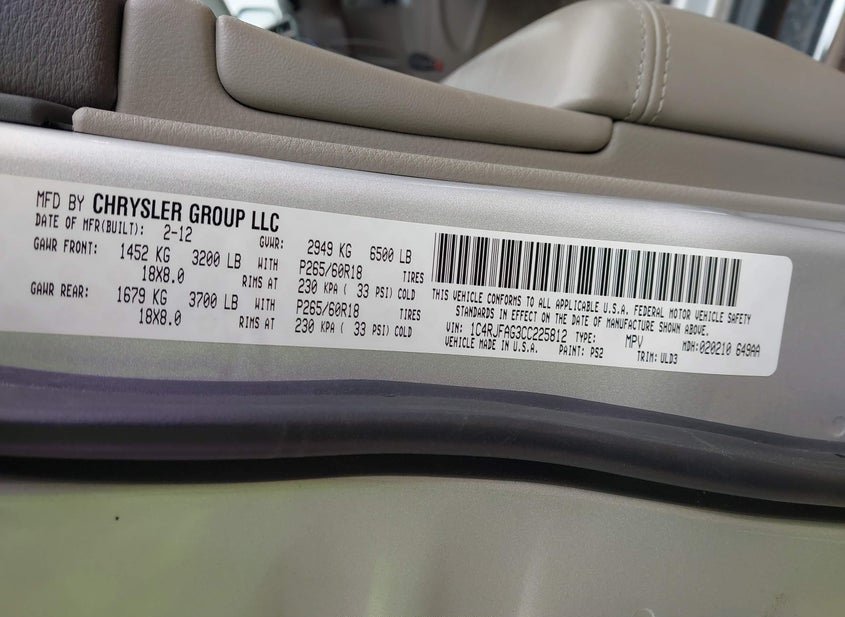 MFD BY CHRYSLER GROUP LLC
DATE OF MFR(BUILT): 2-12 GVWR: 2949 KG 6500 LB
GAWR FRONT: 1452 KG 3200 LB WITH P265/60R18 TIRES
18X8.0 RIMS AT 230 KPA ( 33 PSI) COLD
GAWR REAR: 1679 KG 3700 LB WITH P265/60R18 TIRES
18X8.0 RIMS AT 230 KPA ( 33 PSI) COLD
THIS VEHICLE CONFORMS TO ALL APPLICABLE U.S.A. FEDERAL MOTOR VEHICLE SAFETY
STANDARDS IN EFFECT ON THE DATE OF MANUFACTURE SHOWN ABOVE.
VIN: 1C4RJFAG3CC225812 TYPE: MPV MDH:020210 649AA
VEHICLE MADE IN U.S.A. PAINT: PS2 TRIM: ULD3